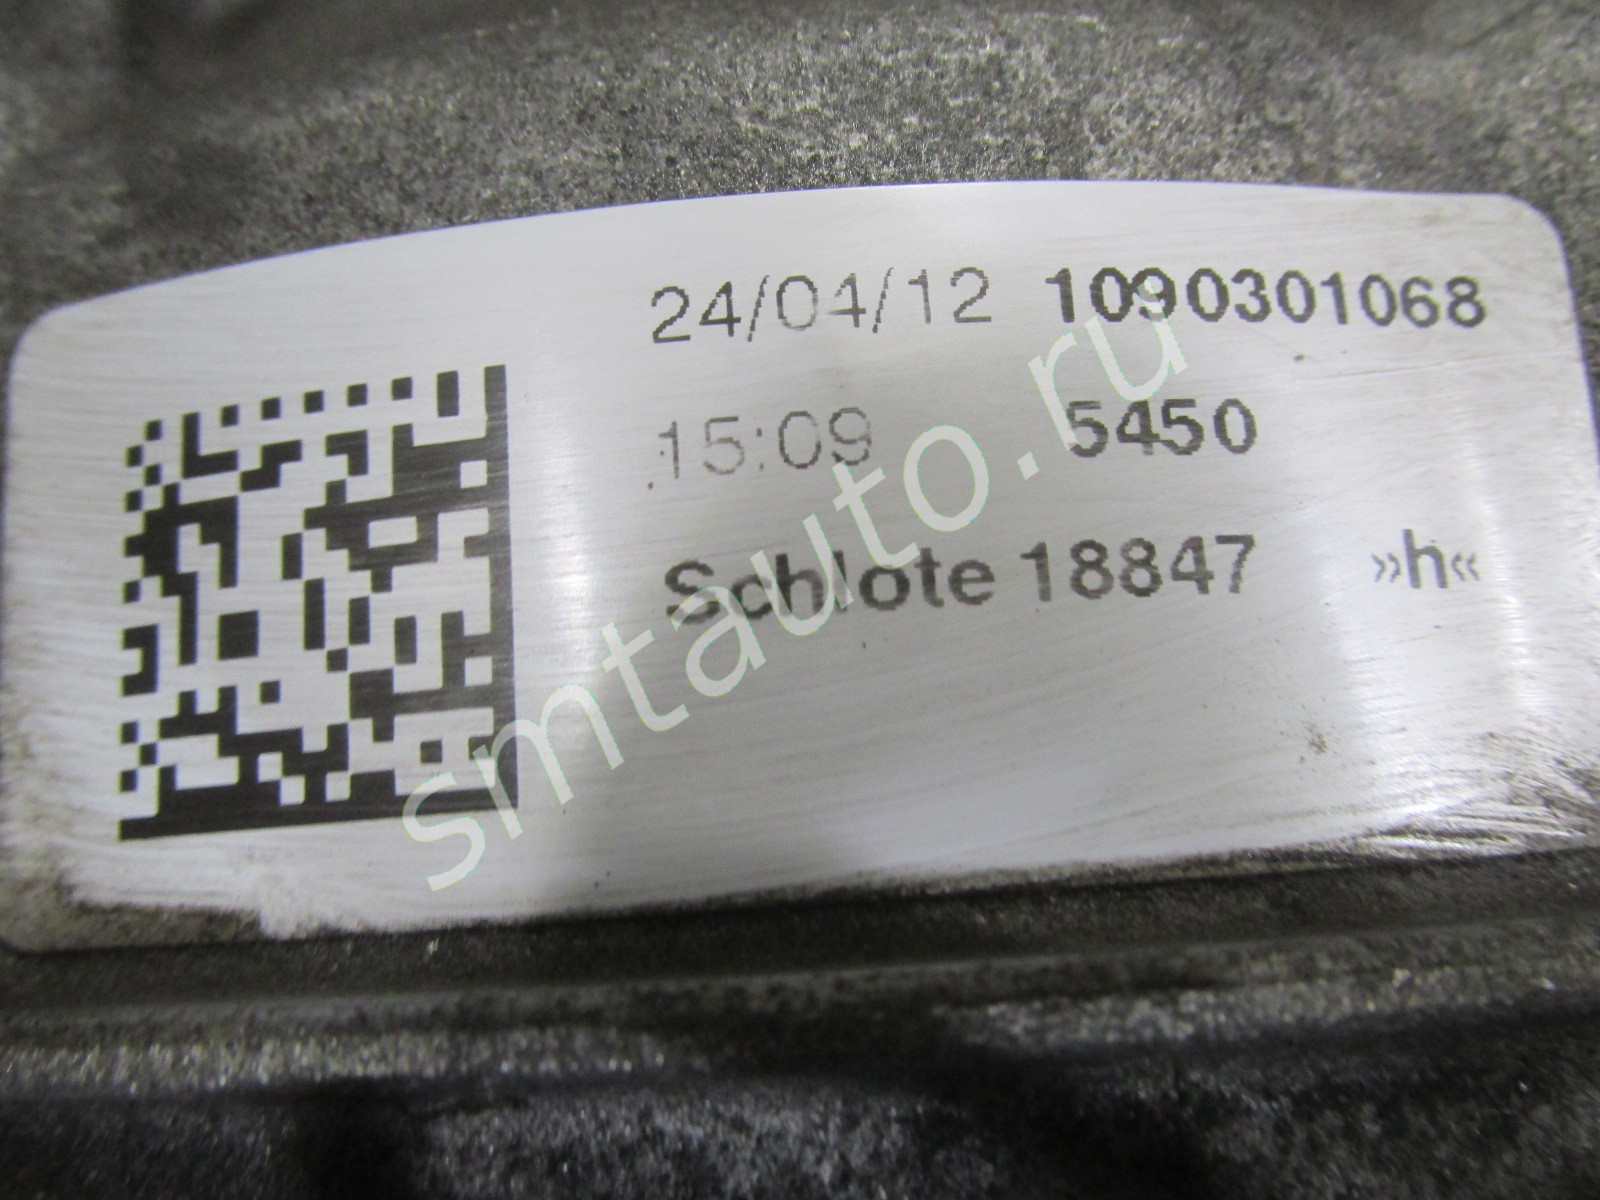 24/04/12 1090301068
15:09 5450
Schlote 18847 »h«
smtauto.ru